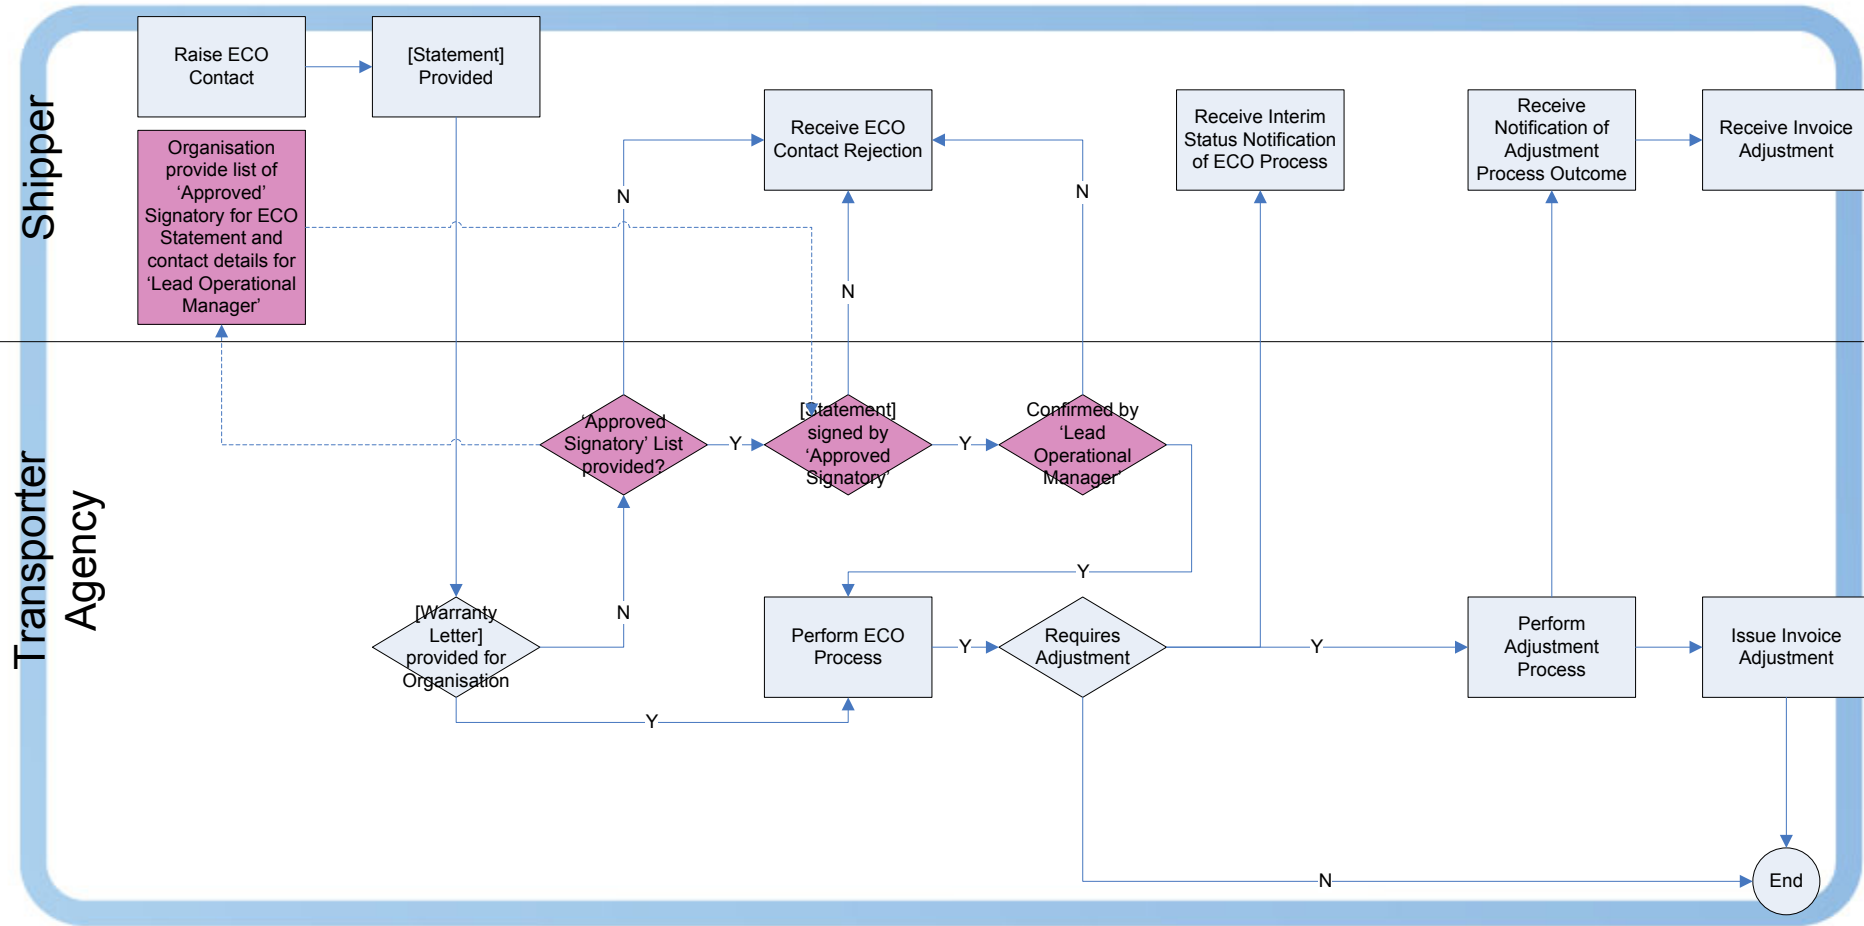 Shipper
Raise ECO
Contact
[Statement]
Provided
Organisation
provide list of
‘Approved’
Signatory for ECO
Statement and
contact details for
‘Lead Operational
Manager’
Receive ECO
Contact Rejection
Receive Interim
Status Notification
of ECO Process
Receive
Notification of
Adjustment
Process Outcome
Receive Invoice
Adjustment
N
N
N
Transporter
Agency
‘Approved
Signatory’ List
provided?
Y
[Statement]
signed by
‘Approved
Signatory’
Y
Confirmed by
‘Lead
Operational
Manager’
Y
[Warranty
Letter]
provided for
Organisation
N
Y
Perform ECO
Process
Y
Requires
Adjustment
Y
Perform
Adjustment
Process
Issue Invoice
Adjustment
N
End